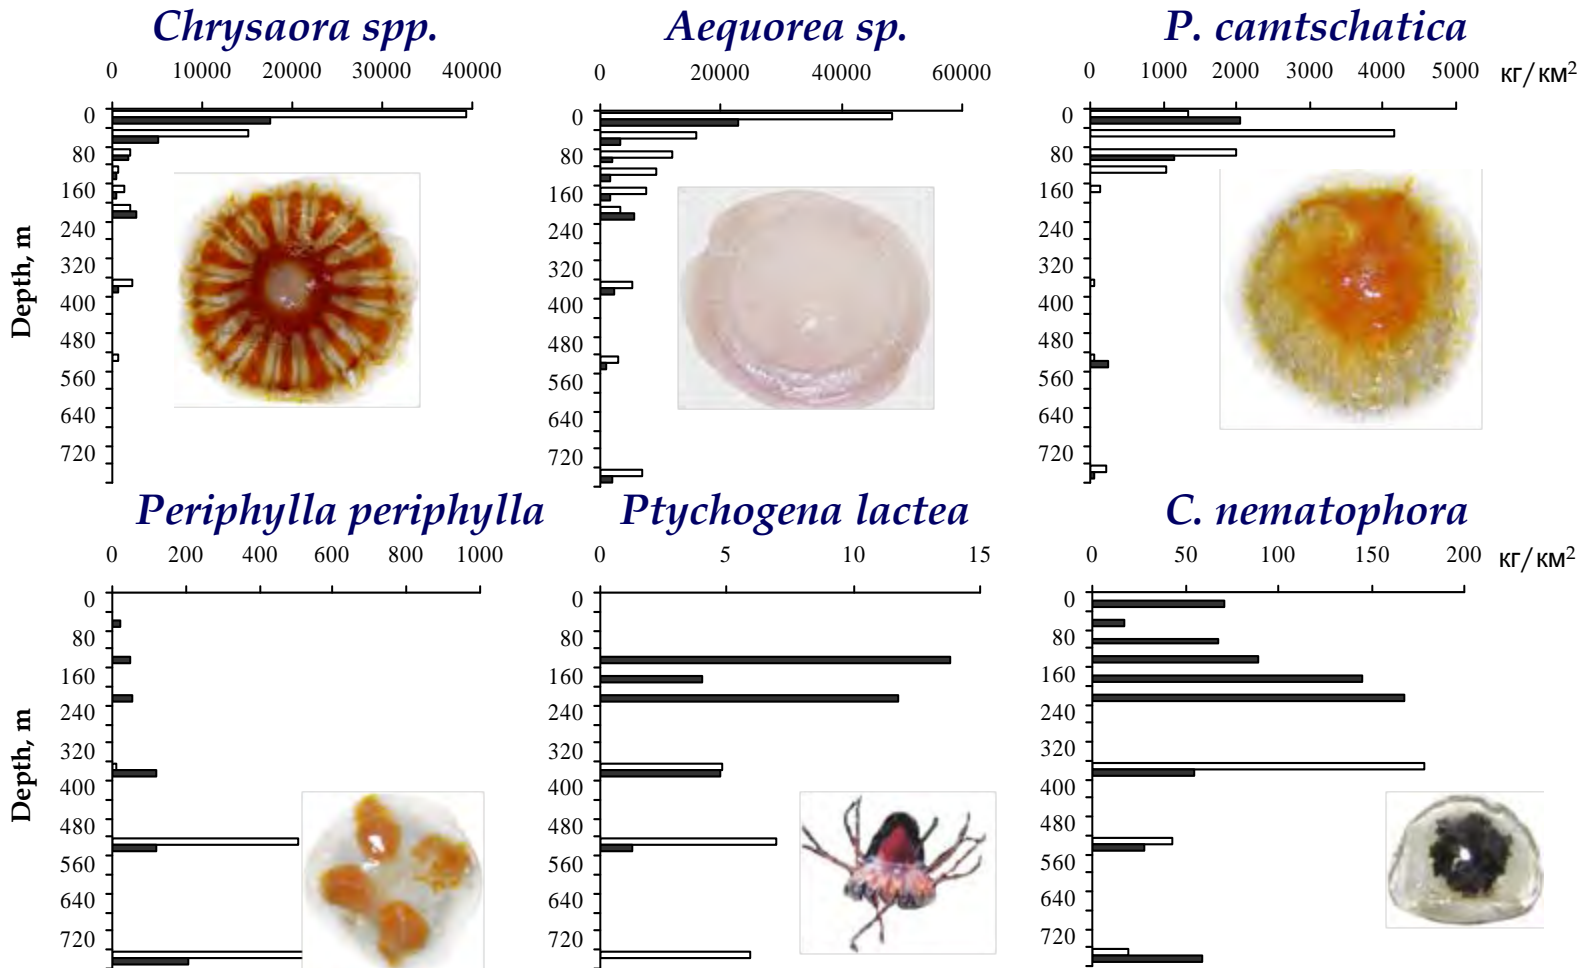 Chrysaora spp. Aequorea sp. P. camtschatica
0 10000 20000 30000 40000 0 20000 40000 60000 0 1000 2000 3000 4000 5000 кг/км²
0 0 0
80 80 80
160 160 160
240 240 240
320 320 320
400 400 400
480 480 480
560 560 560
640 640 640
720 720 720
Depth, m
Periphylla periphylla Ptychogena lactea C. nematophora
0 200 400 600 800 1000 0 5 10 15 0 50 100 150 200 кг/км²
0 0 0
80 80 80
160 160 160
240 240 240
320 320 320
400 400 400
480 480 480
560 560 560
640 640 640
720 720 720
Depth, m